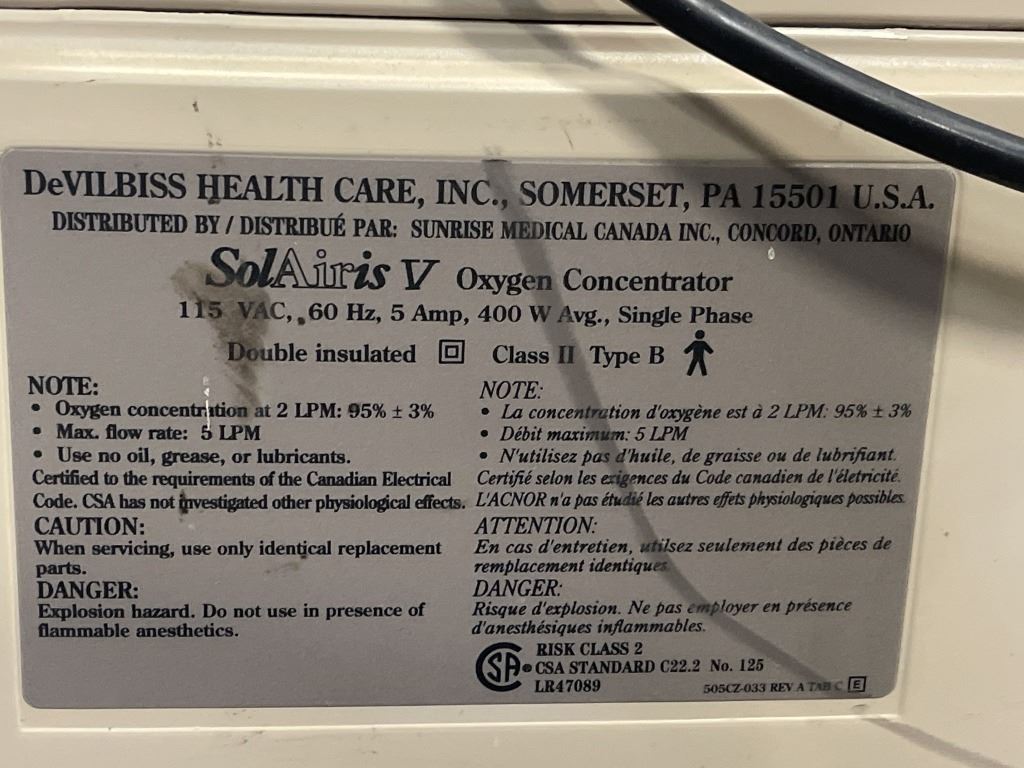 DeVILBISS HEALTH CARE, INC., SOMERSET, PA 15501 U.S.A.
DISTRIBUTED BY / DISTRIBUÉ PAR: SUNRISE MEDICAL CANADA INC., CONCORD, ONTARIO
SolAiris V Oxygen Concentrator
115 VAC, 60 Hz, 5 Amp, 400 W Avg., Single Phase
Double insulated Class II Type B
NOTE:
• Oxygen concentration at 2 LPM: 95% ± 3%
• Max. flow rate: 5 LPM
• Use no oil, grease, or lubricants.
Certified to the requirements of the Canadian Electrical
Code. CSA has not investigated other physiological effects.
CAUTION:
When servicing, use only identical replacement
parts.
DANGER:
Explosion hazard. Do not use in presence of
flammable anesthetics.
NOTE:
• La concentration d'oxygène est à 2 LPM: 95% ± 3%
• Débit maximum: 5 LPM
• N'utilisez pas d'huile, de graisse ou de lubrifiant.
Certifié selon les exigences du Code canadien de l'életricité.
L'ACNOR n'a pas étudié les autres effets physiologiques possibles.
ATTENTION:
En cas d'entretien, utilsez seulement des pièces de
remplacement identiques.
DANGER:
Risque d'explosion. Ne pas employer en présence
d'anesthésiques inflammables.
SA
RISK CLASS 2
CSA STANDARD C22.2 No. 125
LR47089
505CZ-033 REV A TAB C E